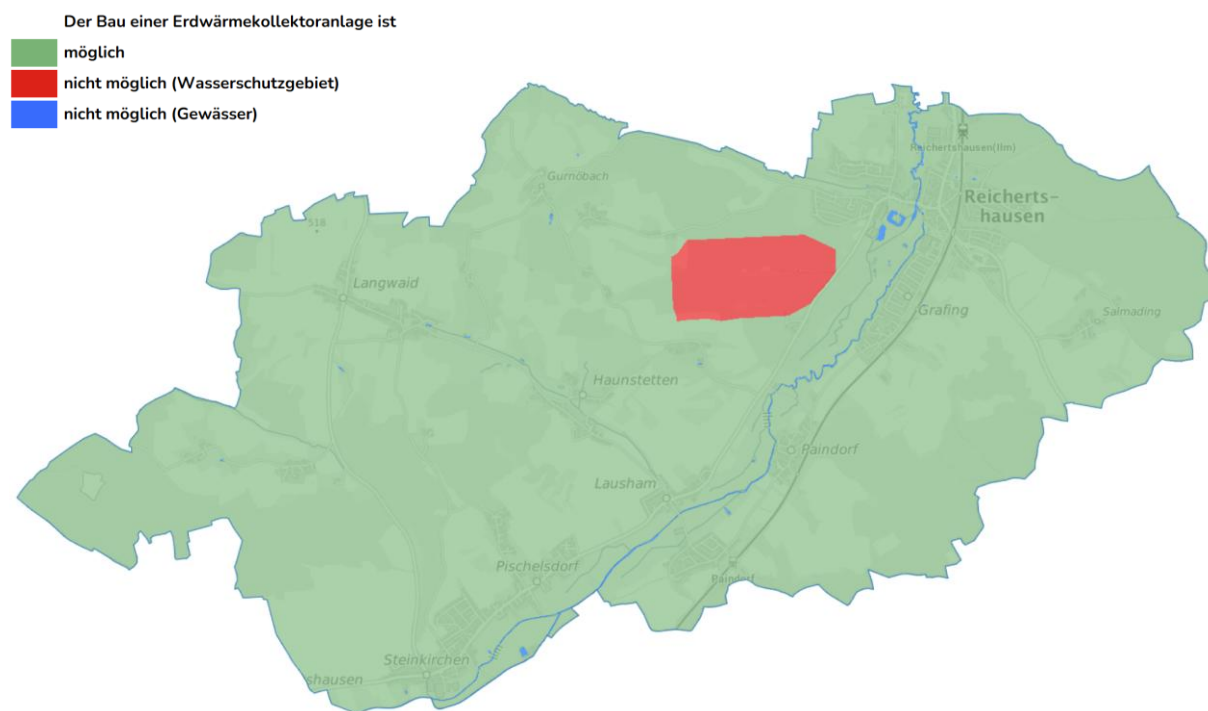 Der Bau einer Erdwärmekollektoranlage ist
möglich
nicht möglich (Wasserschutzgebiet)
nicht möglich (Gewässer)
Reichertshausen(Ilm)
Gurnöbach
Reicherts-
hausen
518
Langwaid
Grafing
Salmading
Haunstetten
Paindorf
Lausham
Pischelsdorf
Paindorf
Steinkirchen
shausen